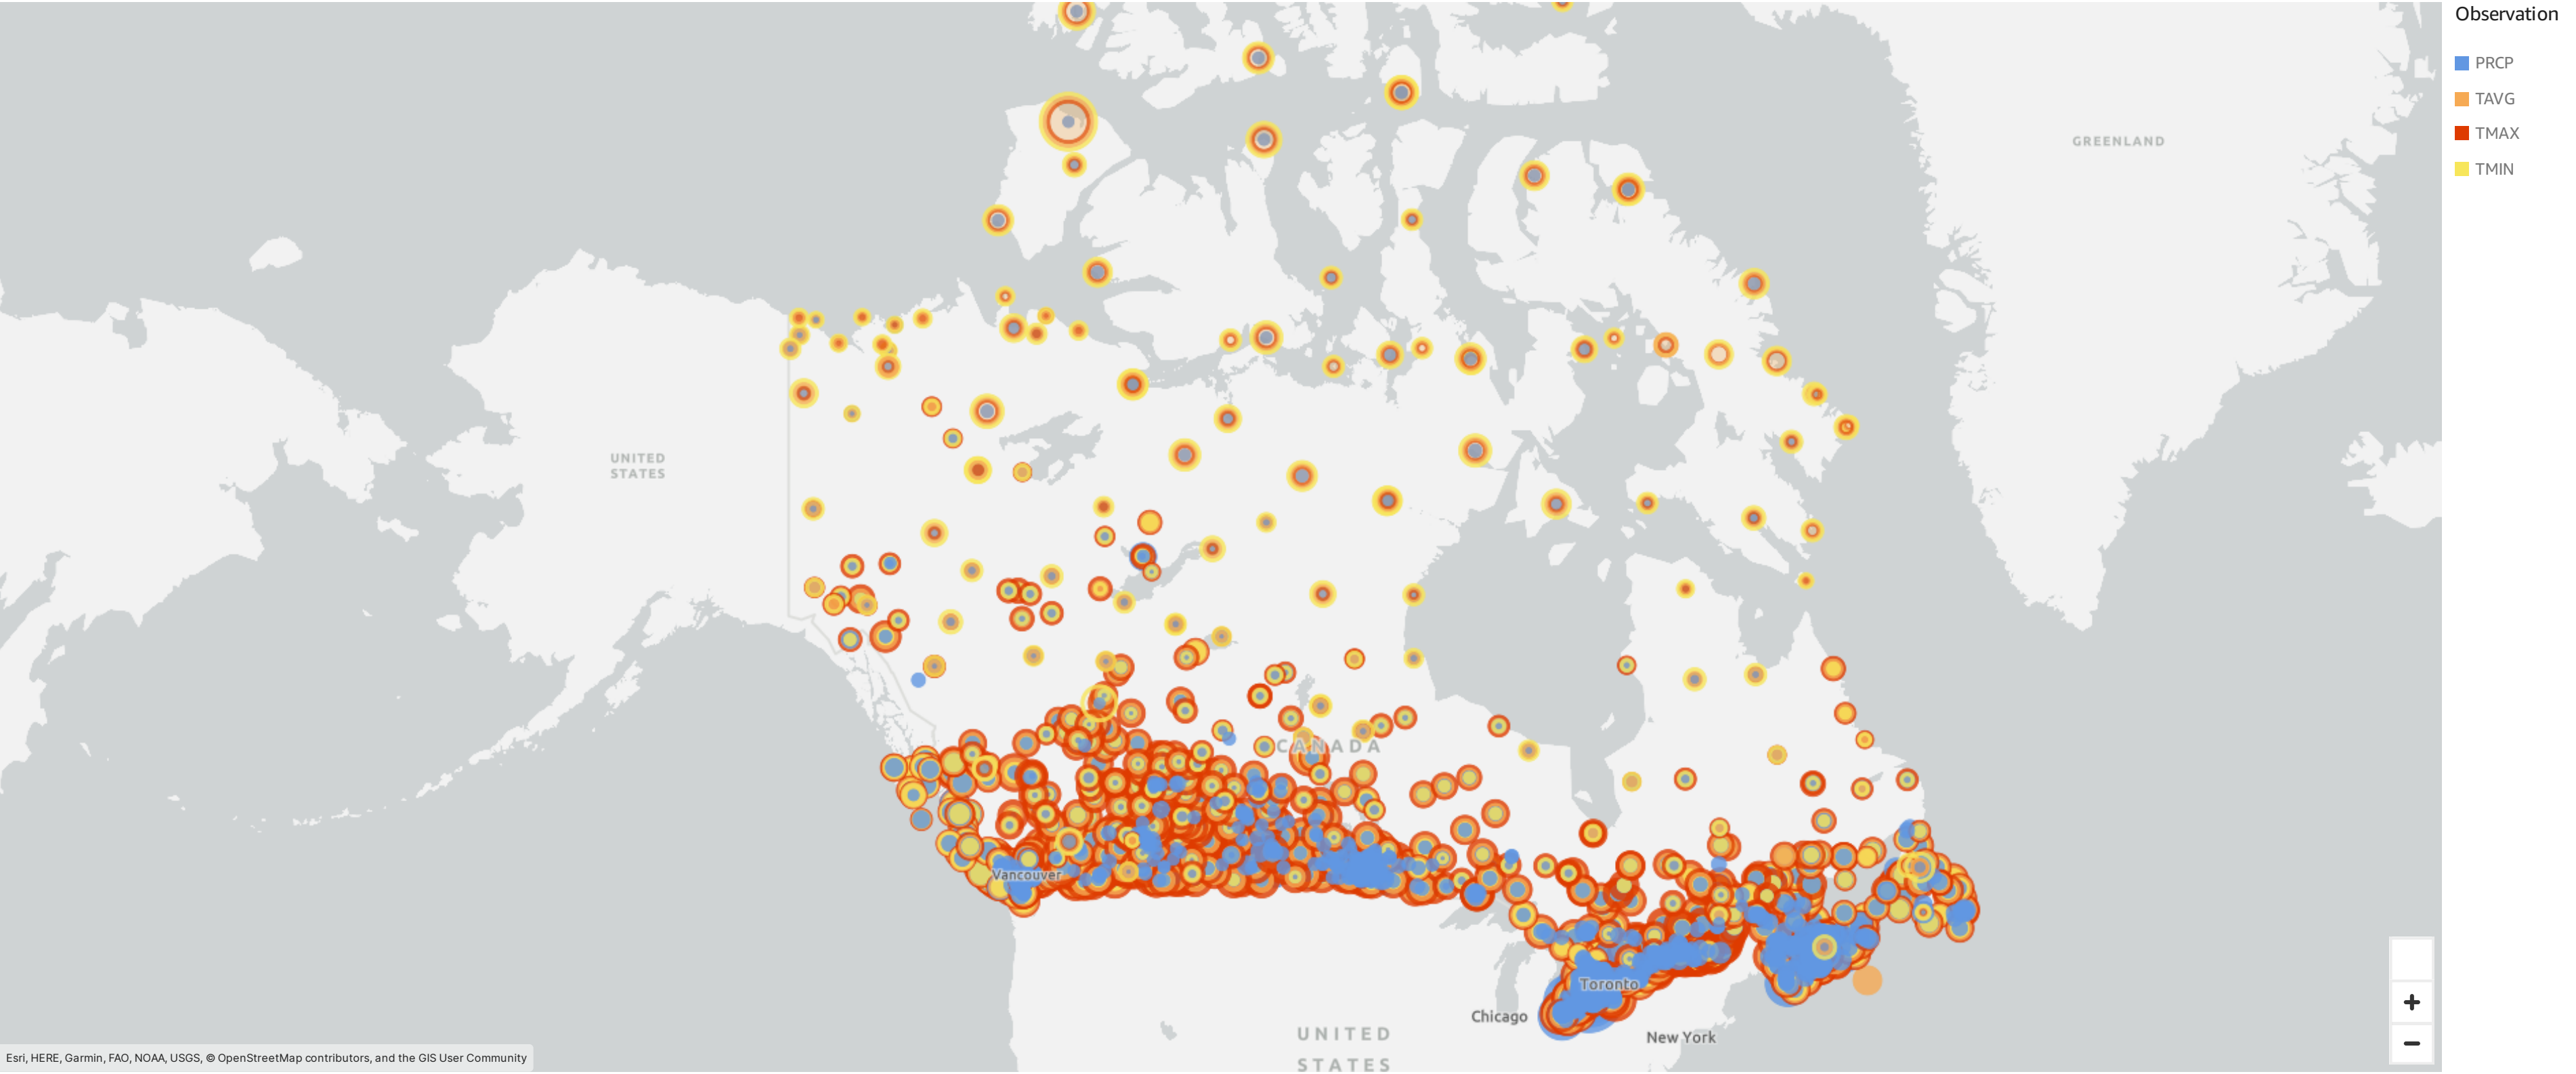 Observation
PRCP
TAVG
TMAX
TMIN
GREENLAND
UNITED
STATES
CANADA
Vancouver
Toronto
Chicago
New York
UNITED
STATES
+
−
Esri, HERE, Garmin, FAO, NOAA, USGS, © OpenStreetMap contributors, and the GIS User Community